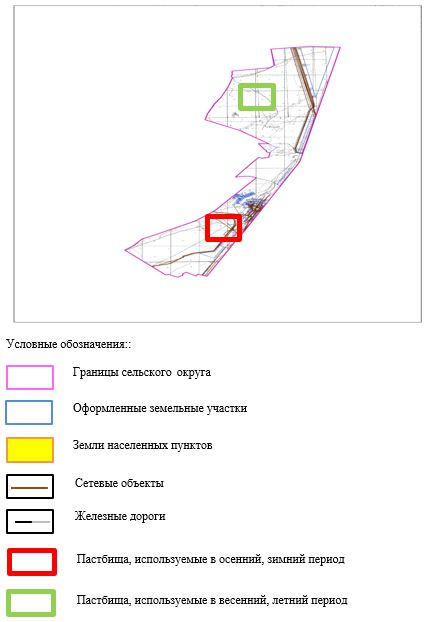 Условные обозначения::
Границы сельского округа
Оформленные земельные участки
Земли населенных пунктов
Сетевые объекты
Железные дороги
Пастбища, используемые в осенний, зимний период
Пастбища, используемые в весенний, летний период